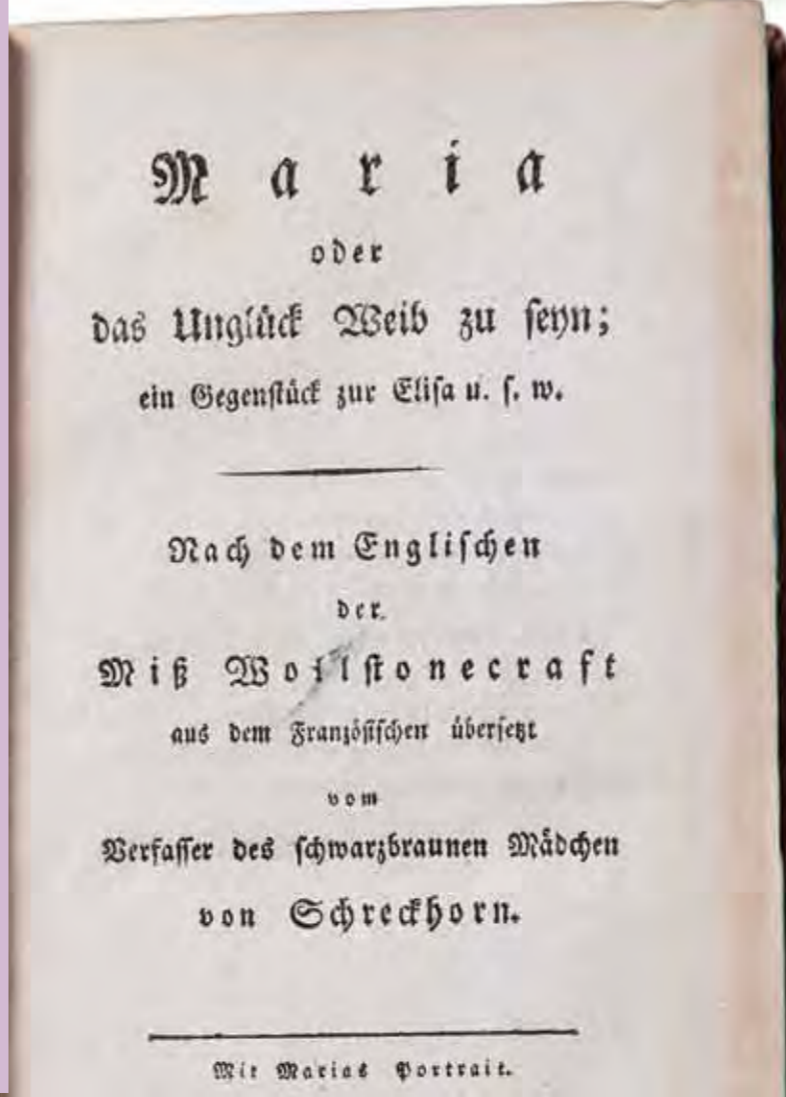 Maria
oder
das Unglück Weib zu seyn;
ein Gegenstück zur Elisa u. s. w.
Nach dem Englischen
der
Miß Wollstonecraft
aus dem Französischen übersetzt
vom
Verfasser des schwarzbraunen Mädchen
von Schreckhorn.
Mit Marias Portrait.